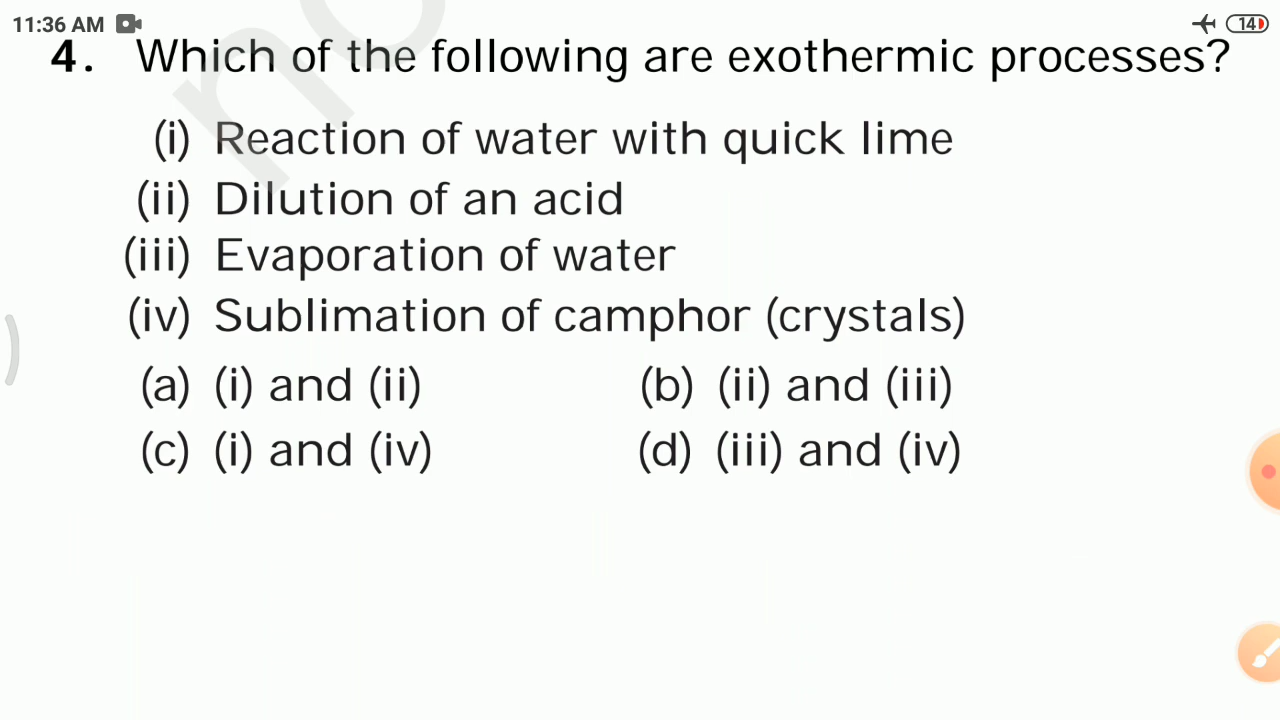 11:36 AM 14
4. Which of the following are exothermic processes?
(i) Reaction of water with quick lime
(ii) Dilution of an acid
(iii) Evaporation of water
(iv) Sublimation of camphor (crystals)
(a) (i) and (ii) (b) (ii) and (iii)
(c) (i) and (iv) (d) (iii) and (iv)